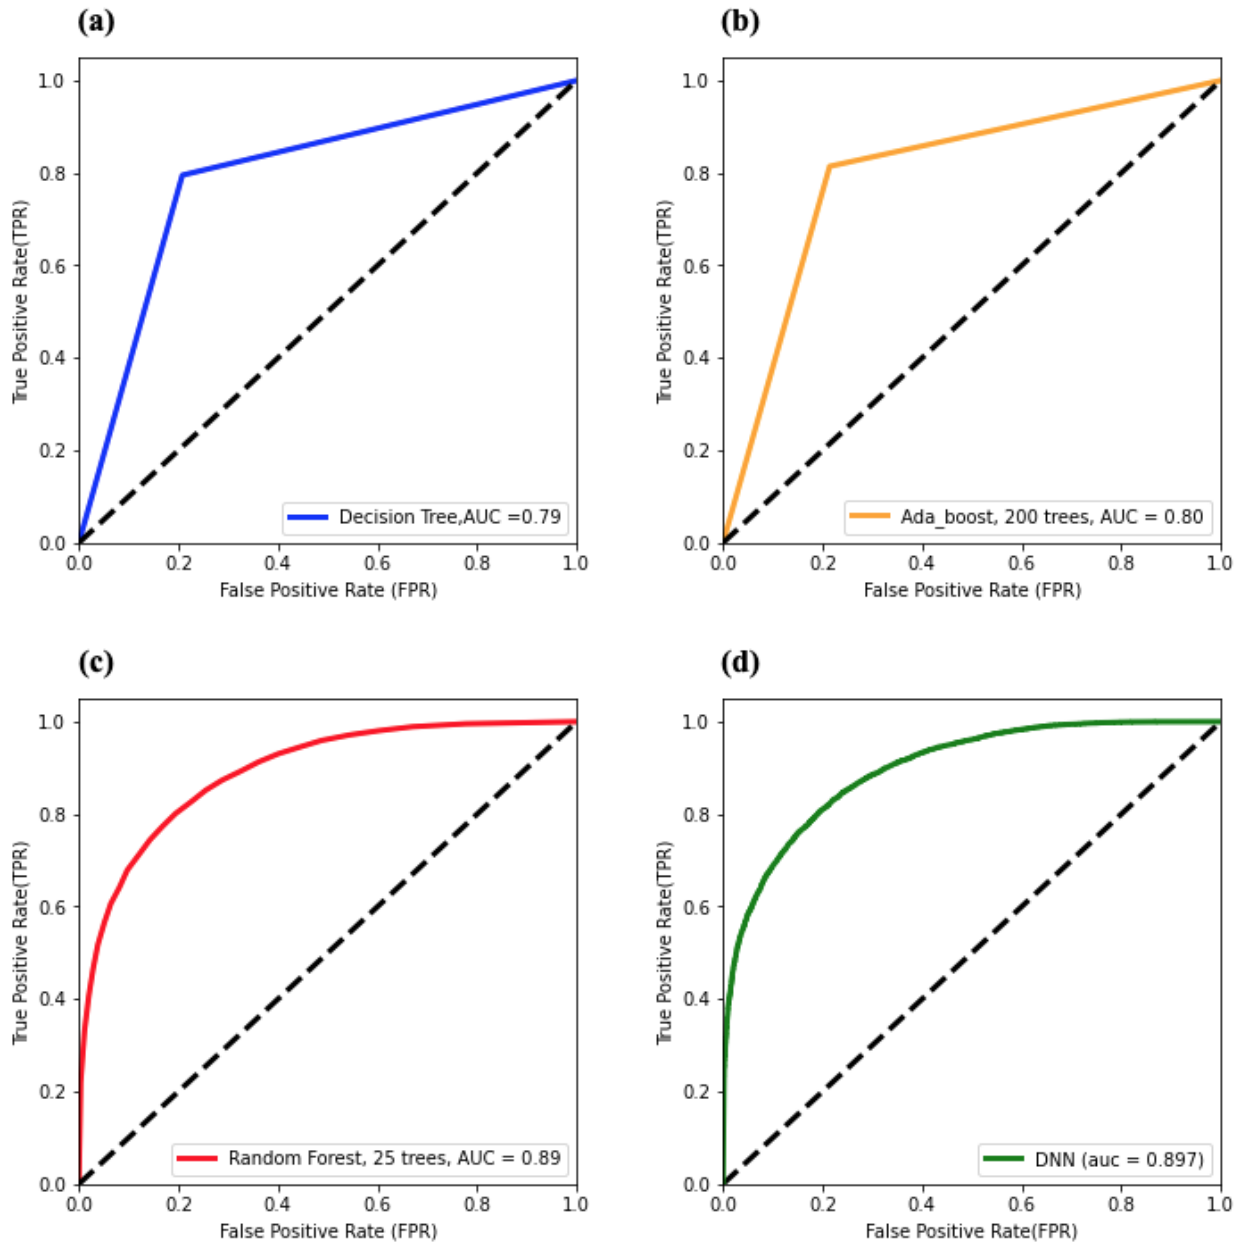 (a)
1.0
0.8
0.6
0.4
0.2
0.0
True Positive Rate(TPR)
Decision Tree,AUC =0.79
0.0 0.2 0.4 0.6 0.8 1.0
False Positive Rate (FPR)
(b)
1.0
0.8
0.6
0.4
0.2
0.0
True Positive Rate(TPR)
Ada_boost, 200 trees, AUC = 0.80
0.0 0.2 0.4 0.6 0.8 1.0
False Positive Rate (FPR)
(c)
1.0
0.8
0.6
0.4
0.2
0.0
True Positive Rate(TPR)
Random Forest, 25 trees, AUC = 0.89
0.0 0.2 0.4 0.6 0.8 1.0
False Positive Rate (FPR)
(d)
1.0
0.8
0.6
0.4
0.2
0.0
True Positive Rate(TPR)
DNN (auc = 0.897)
0.0 0.2 0.4 0.6 0.8 1.0
False Positive Rate(FPR)